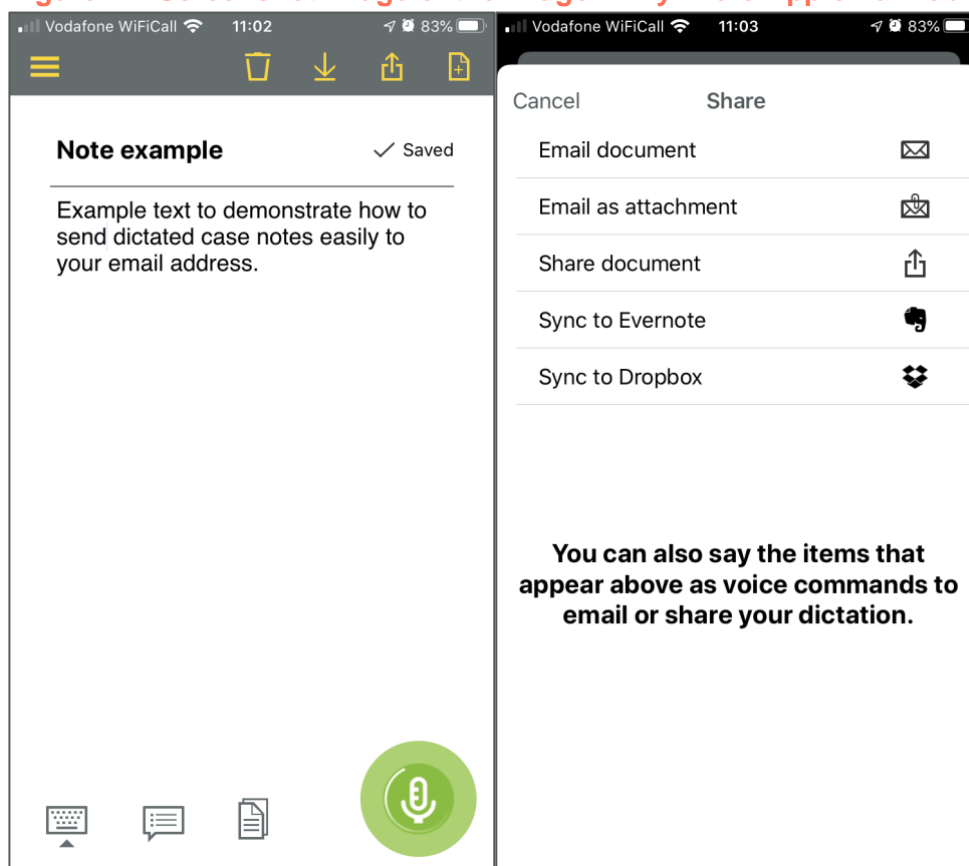 Vodafone WiFiCall 11:02 83%
Note example
Saved
Example text to demonstrate how to
send dictated case notes easily to
your email address.
Vodafone WiFiCall 11:03 83%
Cancel Share
Email document
Email as attachment
Share document
Sync to Evernote
Sync to Dropbox
You can also say the items that
appear above as voice commands to
email or share your dictation.